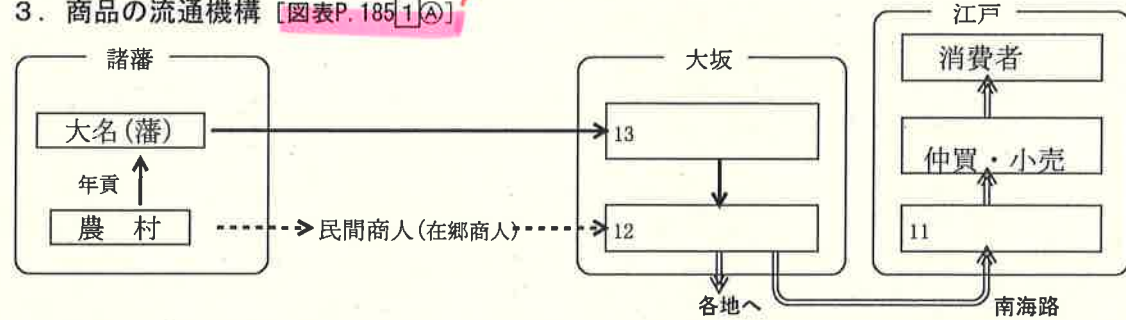 3．商品の流通機構［図表P.185 1 Ⓐ］
諸藩
大名(藩)
年貢
農　村
民間商人(在郷商人)
大坂
13
12
各地へ
江戸
消費者
仲買・小売
11
南海路